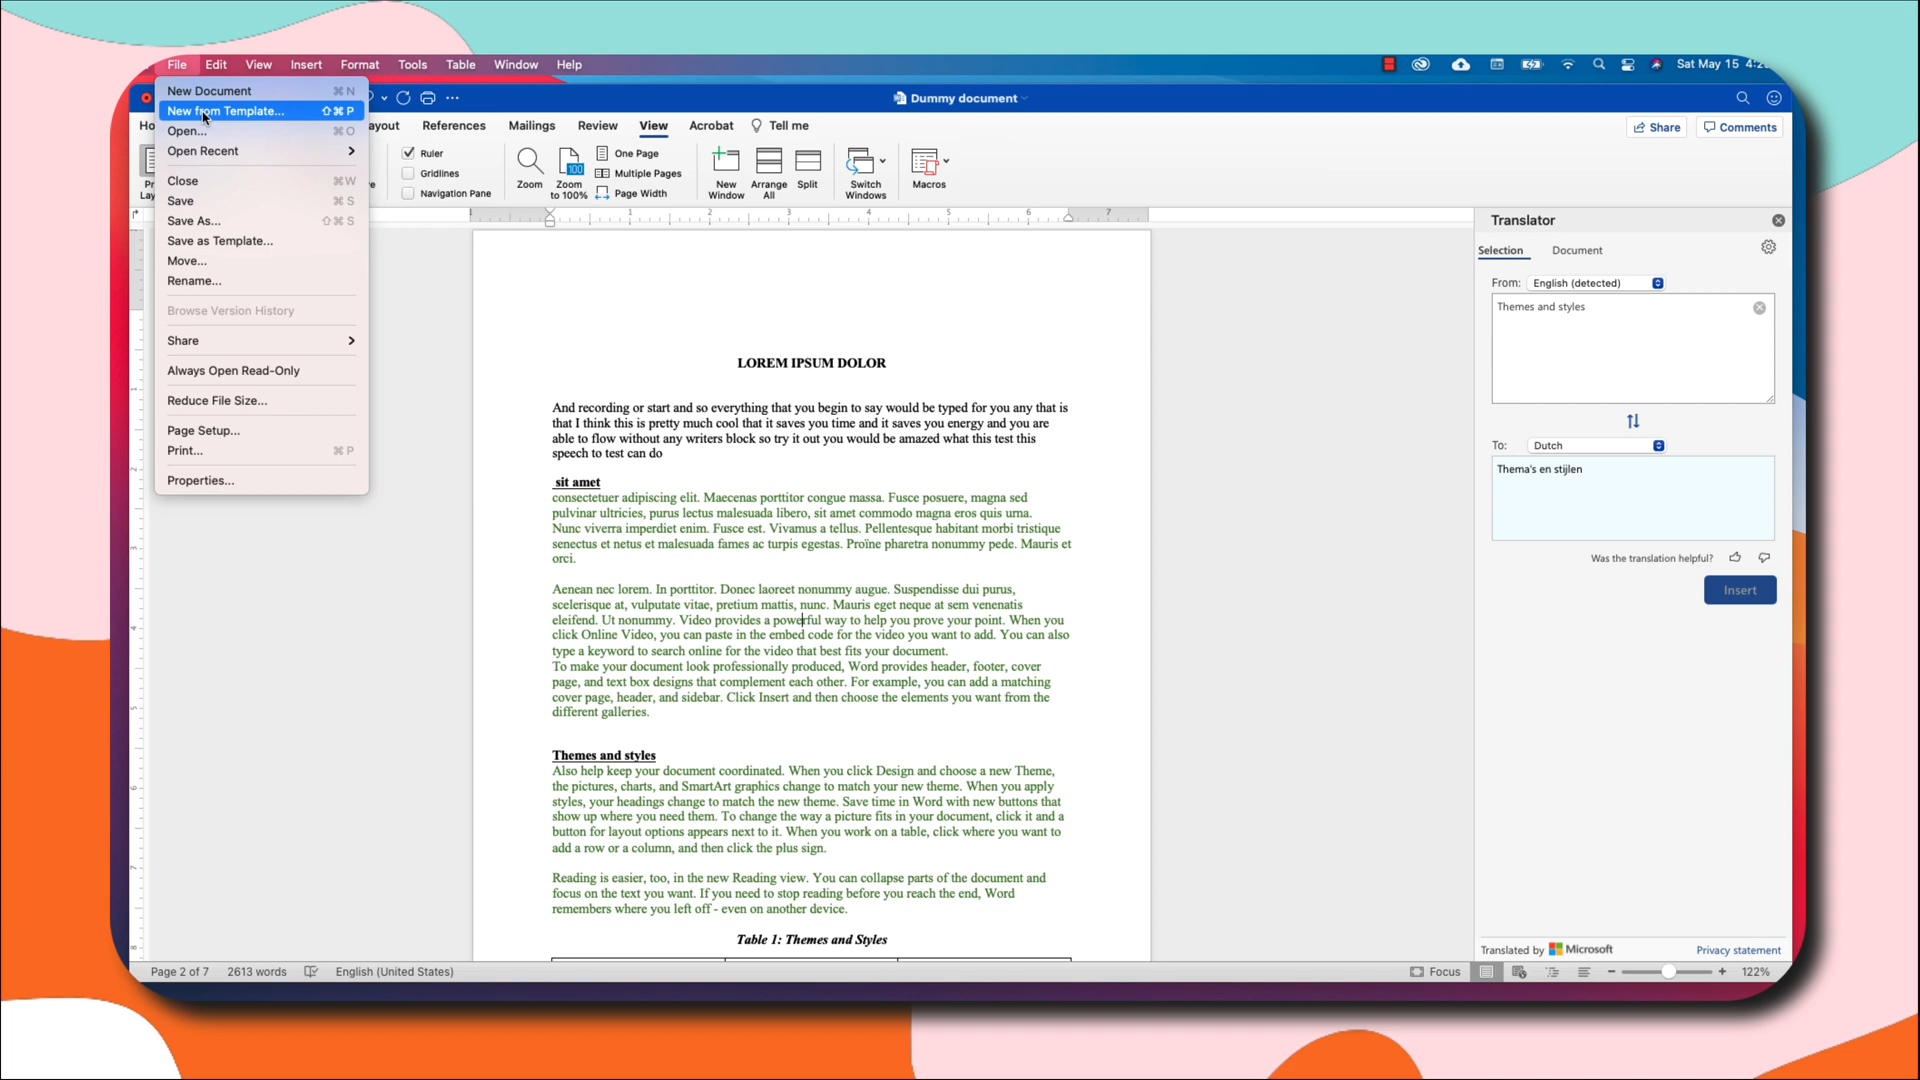 File Edit View Insert Format Tools Table Window Help
Sat May 15 4:2
New Document ⌘ N
New from Template... ⇧ ⌘ P
Open... ⌘ O
Open Recent
Close ⌘W
Save ⌘ S
Save As... ⇧ ⌘ S
Save as Template...
Move...
Rename...
Browse Version History
Share
Always Open Read-Only
Reduce File Size...
Page Setup...
Print... ⌘ P
Properties...
Dummy document
Ho ayout References Mailings Review View Acrobat Tell me
Share Comments
Ruler
Gridlines
Navigation Pane
Zoom
Zoom
to 100%
100
One Page
Multiple Pages
Page Width
New
Window
Arrange
All
Split
Switch
Windows
Macros
1 1 2 3 4 5 6 7
LOREM IPSUM DOLOR
And recording or start and so everything that you begin to say would be typed for you any that is
that I think this is pretty much cool that it saves you time and it saves you energy and you are
able to flow without any writers block so try it out you would be amazed what this test this
speech to test can do
sit amet
consectetuer adipiscing elit. Maecenas porttitor congue massa. Fusce posuere, magna sed
pulvinar ultricies, purus lectus malesuada libero, sit amet commodo magna eros quis urna.
Nunc viverra imperdiet enim. Fusce est. Vivamus a tellus. Pellentesque habitant morbi tristique
senectus et netus et malesuada fames ac turpis egestas. Proïne pharetra nonummy pede. Mauris et
orci.
Aenean nec lorem. In porttitor. Donec laoreet nonummy augue. Suspendisse dui purus,
scelerisque at, vulputate vitae, pretium mattis, nunc. Mauris eget neque at sem venenatis
eleifend. Ut nonummy. Video provides a powerful way to help you prove your point. When you
click Online Video, you can paste in the embed code for the video you want to add. You can also
type a keyword to search online for the video that best fits your document.
To make your document look professionally produced, Word provides header, footer, cover
page, and text box designs that complement each other. For example, you can add a matching
cover page, header, and sidebar. Click Insert and then choose the elements you want from the
different galleries.
Themes and styles
Also help keep your document coordinated. When you click Design and choose a new Theme,
the pictures, charts, and SmartArt graphics change to match your new theme. When you apply
styles, your headings change to match the new theme. Save time in Word with new buttons that
show up where you need them. To change the way a picture fits in your document, click it and a
button for layout options appears next to it. When you work on a table, click where you want to
add a row or a column, and then click the plus sign.
Reading is easier, too, in the new Reading view. You can collapse parts of the document and
focus on the text you want. If you need to stop reading before you reach the end, Word
remembers where you left off - even on another device.
Table 1: Themes and Styles
Translator
Selection Document
From: English (detected)
Themes and styles
To: Dutch
Thema's en stijlen
Was the translation helpful?
Insert
Translated by Microsoft
Privacy statement
Page 2 of 7 2613 words English (United States)
Focus 122%